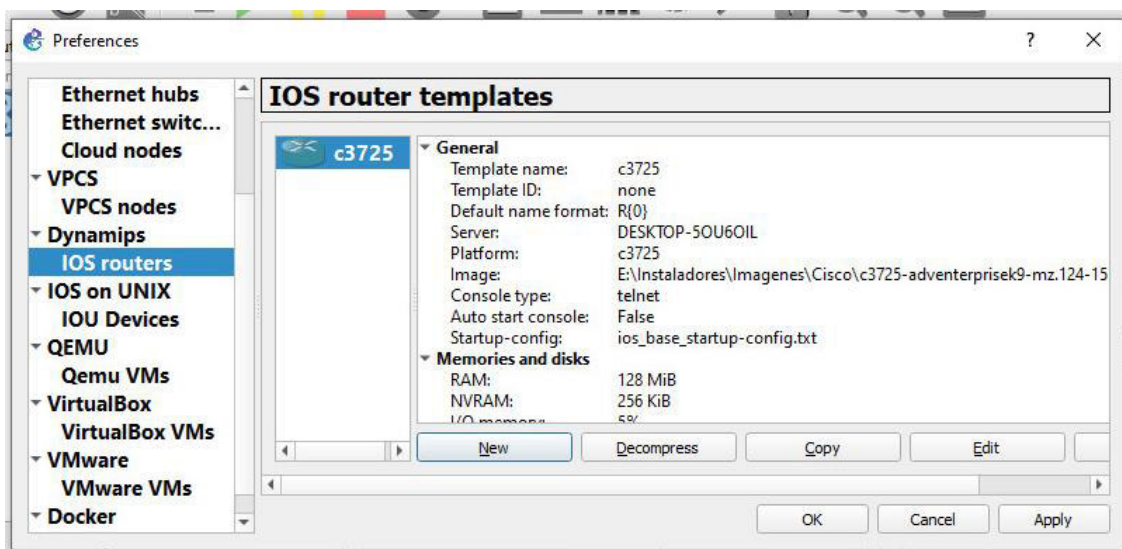 Preferences
?
Ethernet hubs
Ethernet switc...
Cloud nodes
VPCS
VPCS nodes
Dynamips
IOS routers
IOS on UNIX
IOU Devices
QEMU
Qemu VMs
VirtualBox
VirtualBox VMs
VMware
VMware VMs
Docker
IOS router templates
c3725
General
Template name: c3725
Template ID: none
Default name format: R{0}
Server: DESKTOP-5OU6OIL
Platform: c3725
Image: E:\Instaladores\Imagenes\Cisco\c3725-adventerprisek9-mz.124-15
Console type: telnet
Auto start console: False
Startup-config: ios_base_startup-config.txt
Memories and disks
RAM: 128 MiB
NVRAM: 256 KiB
I/O memory: 5%
New Decompress Copy Edit
OK Cancel Apply